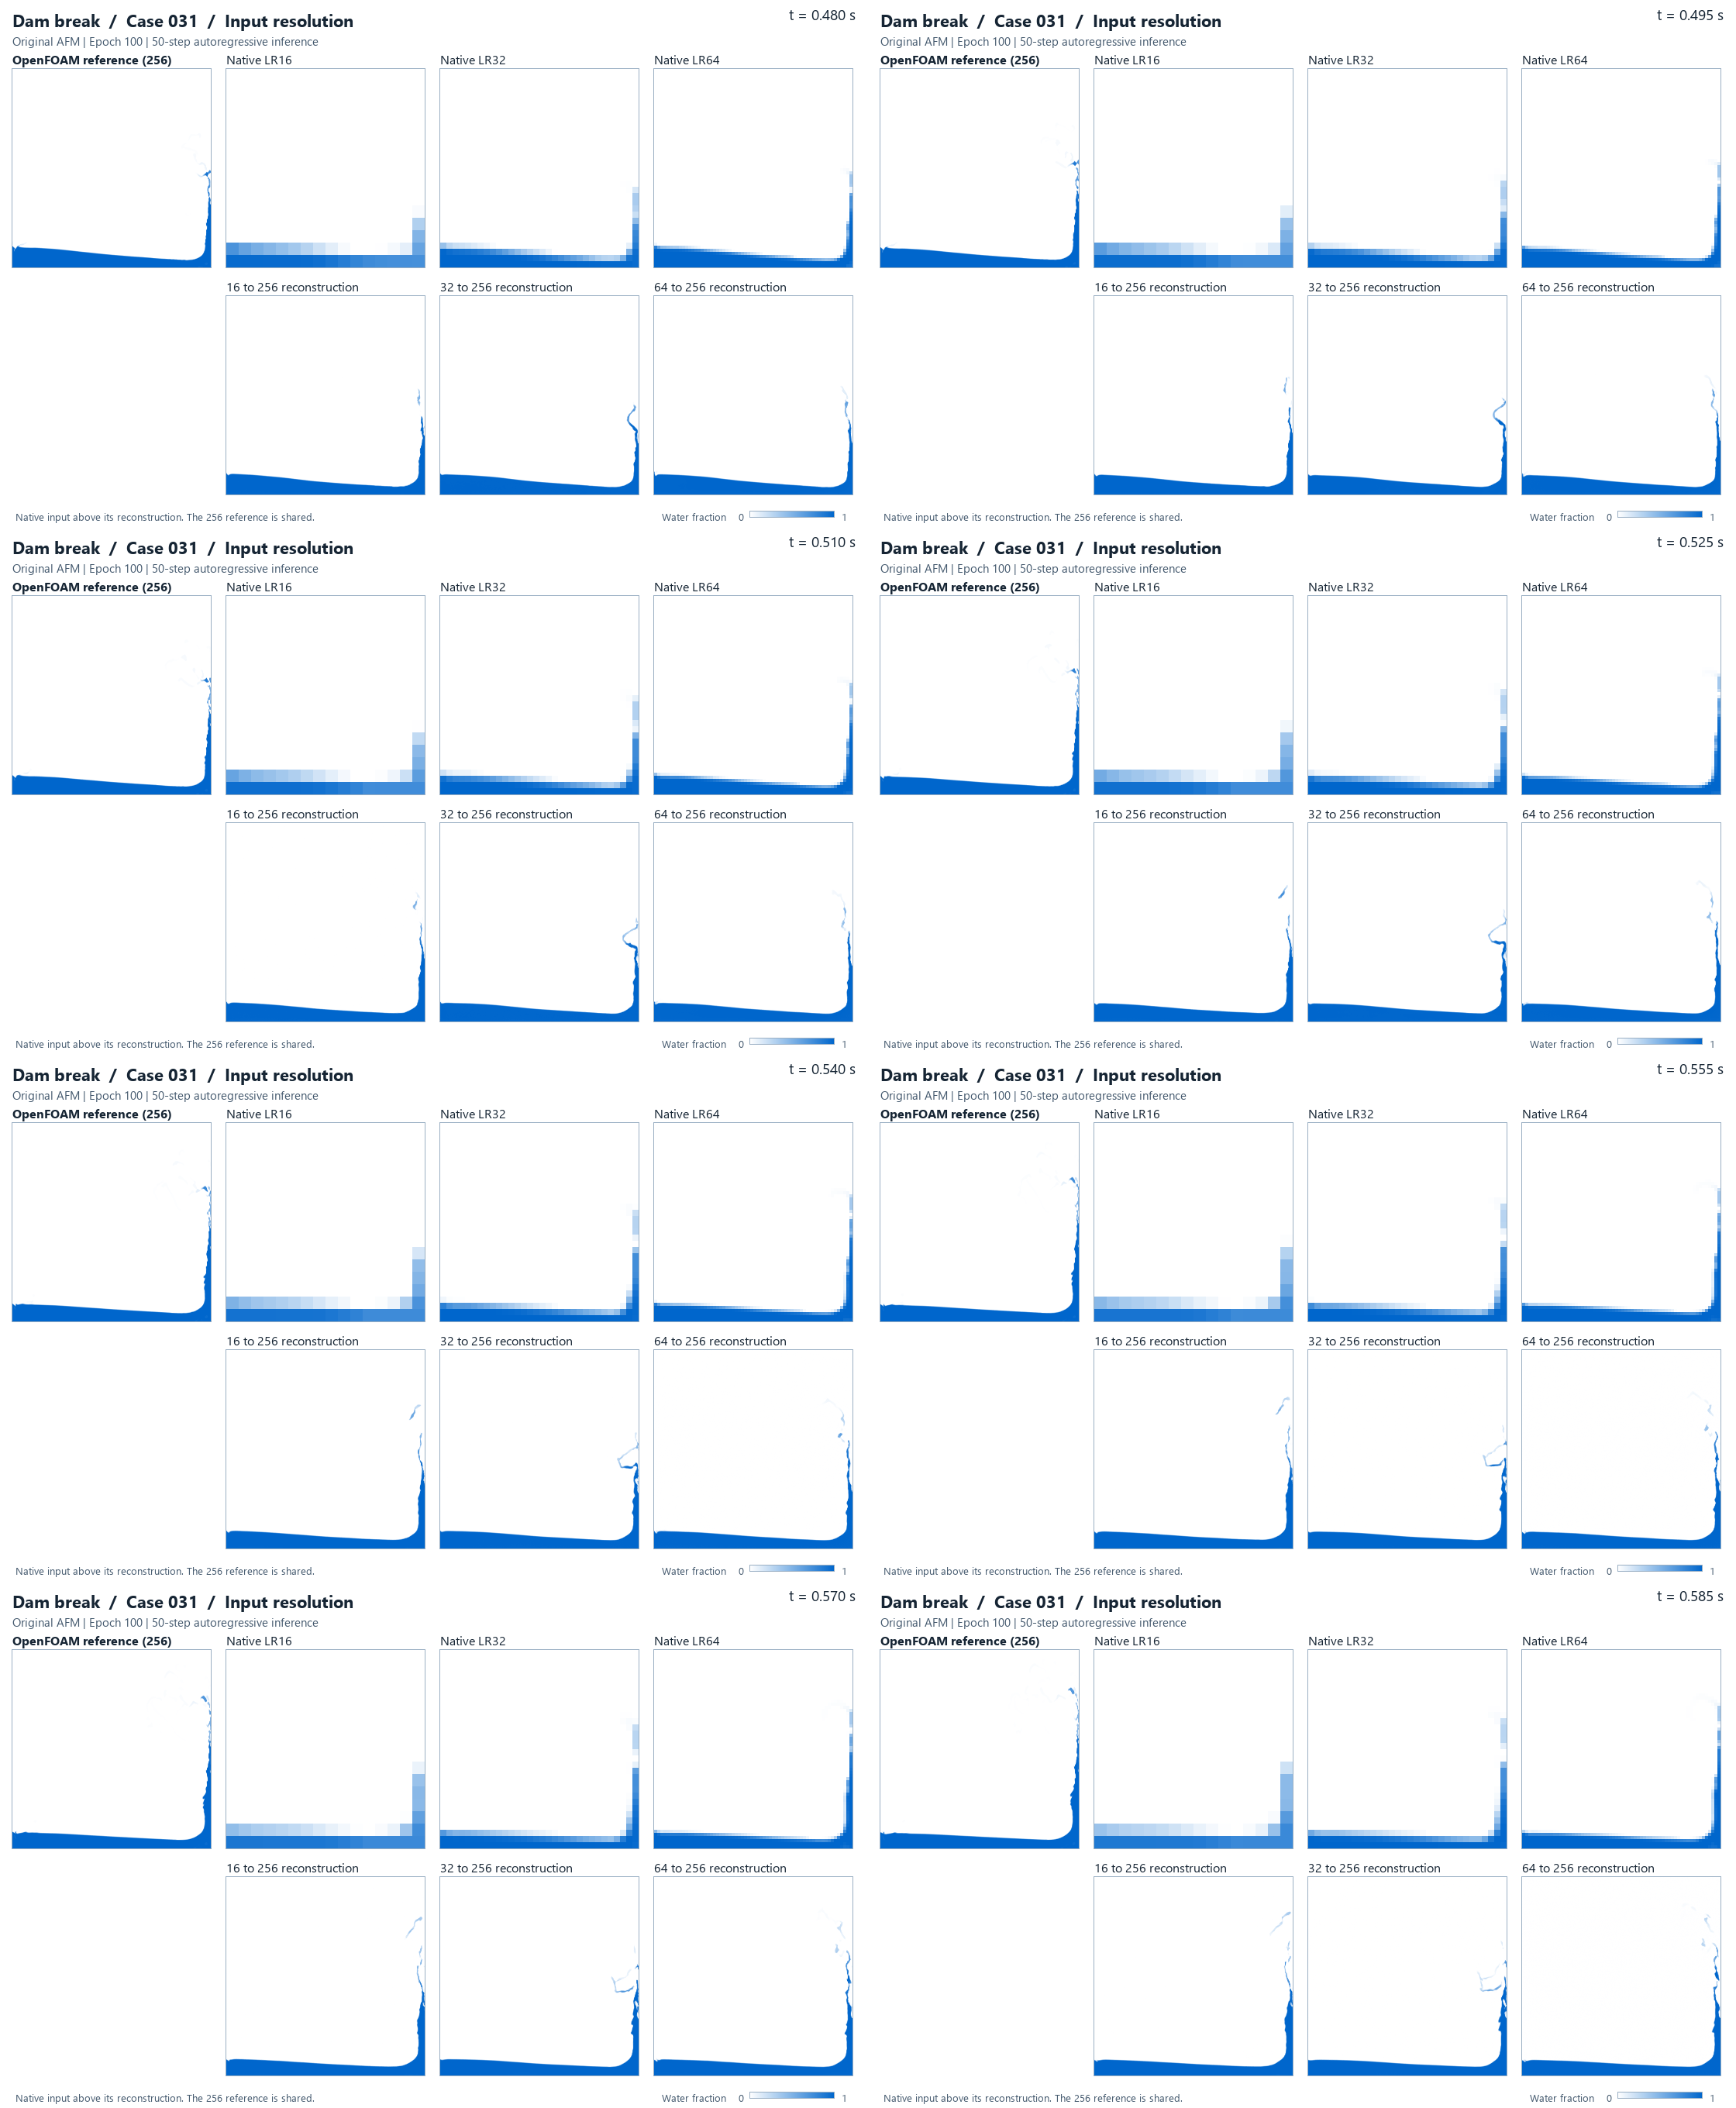 Dam break / Case 031 / Input resolution
t = 0.480 s
Original AFM | Epoch 100 | 50-step autoregressive inference
OpenFOAM reference (256)
Native LR16
Native LR32
Native LR64
16 to 256 reconstruction
32 to 256 reconstruction
64 to 256 reconstruction
Native input above its reconstruction. The 256 reference is shared.
Water fraction 0 1
Dam break / Case 031 / Input resolution
t = 0.495 s
Original AFM | Epoch 100 | 50-step autoregressive inference
OpenFOAM reference (256)
Native LR16
Native LR32
Native LR64
16 to 256 reconstruction
32 to 256 reconstruction
64 to 256 reconstruction
Native input above its reconstruction. The 256 reference is shared.
Water fraction 0 1
Dam break / Case 031 / Input resolution
t = 0.510 s
Original AFM | Epoch 100 | 50-step autoregressive inference
OpenFOAM reference (256)
Native LR16
Native LR32
Native LR64
16 to 256 reconstruction
32 to 256 reconstruction
64 to 256 reconstruction
Native input above its reconstruction. The 256 reference is shared.
Water fraction 0 1
Dam break / Case 031 / Input resolution
t = 0.525 s
Original AFM | Epoch 100 | 50-step autoregressive inference
OpenFOAM reference (256)
Native LR16
Native LR32
Native LR64
16 to 256 reconstruction
32 to 256 reconstruction
64 to 256 reconstruction
Native input above its reconstruction. The 256 reference is shared.
Water fraction 0 1
Dam break / Case 031 / Input resolution
t = 0.540 s
Original AFM | Epoch 100 | 50-step autoregressive inference
OpenFOAM reference (256)
Native LR16
Native LR32
Native LR64
16 to 256 reconstruction
32 to 256 reconstruction
64 to 256 reconstruction
Native input above its reconstruction. The 256 reference is shared.
Water fraction 0 1
Dam break / Case 031 / Input resolution
t = 0.555 s
Original AFM | Epoch 100 | 50-step autoregressive inference
OpenFOAM reference (256)
Native LR16
Native LR32
Native LR64
16 to 256 reconstruction
32 to 256 reconstruction
64 to 256 reconstruction
Native input above its reconstruction. The 256 reference is shared.
Water fraction 0 1
Dam break / Case 031 / Input resolution
t = 0.570 s
Original AFM | Epoch 100 | 50-step autoregressive inference
OpenFOAM reference (256)
Native LR16
Native LR32
Native LR64
16 to 256 reconstruction
32 to 256 reconstruction
64 to 256 reconstruction
Native input above its reconstruction. The 256 reference is shared.
Water fraction 0 1
Dam break / Case 031 / Input resolution
t = 0.585 s
Original AFM | Epoch 100 | 50-step autoregressive inference
OpenFOAM reference (256)
Native LR16
Native LR32
Native LR64
16 to 256 reconstruction
32 to 256 reconstruction
64 to 256 reconstruction
Native input above its reconstruction. The 256 reference is shared.
Water fraction 0 1